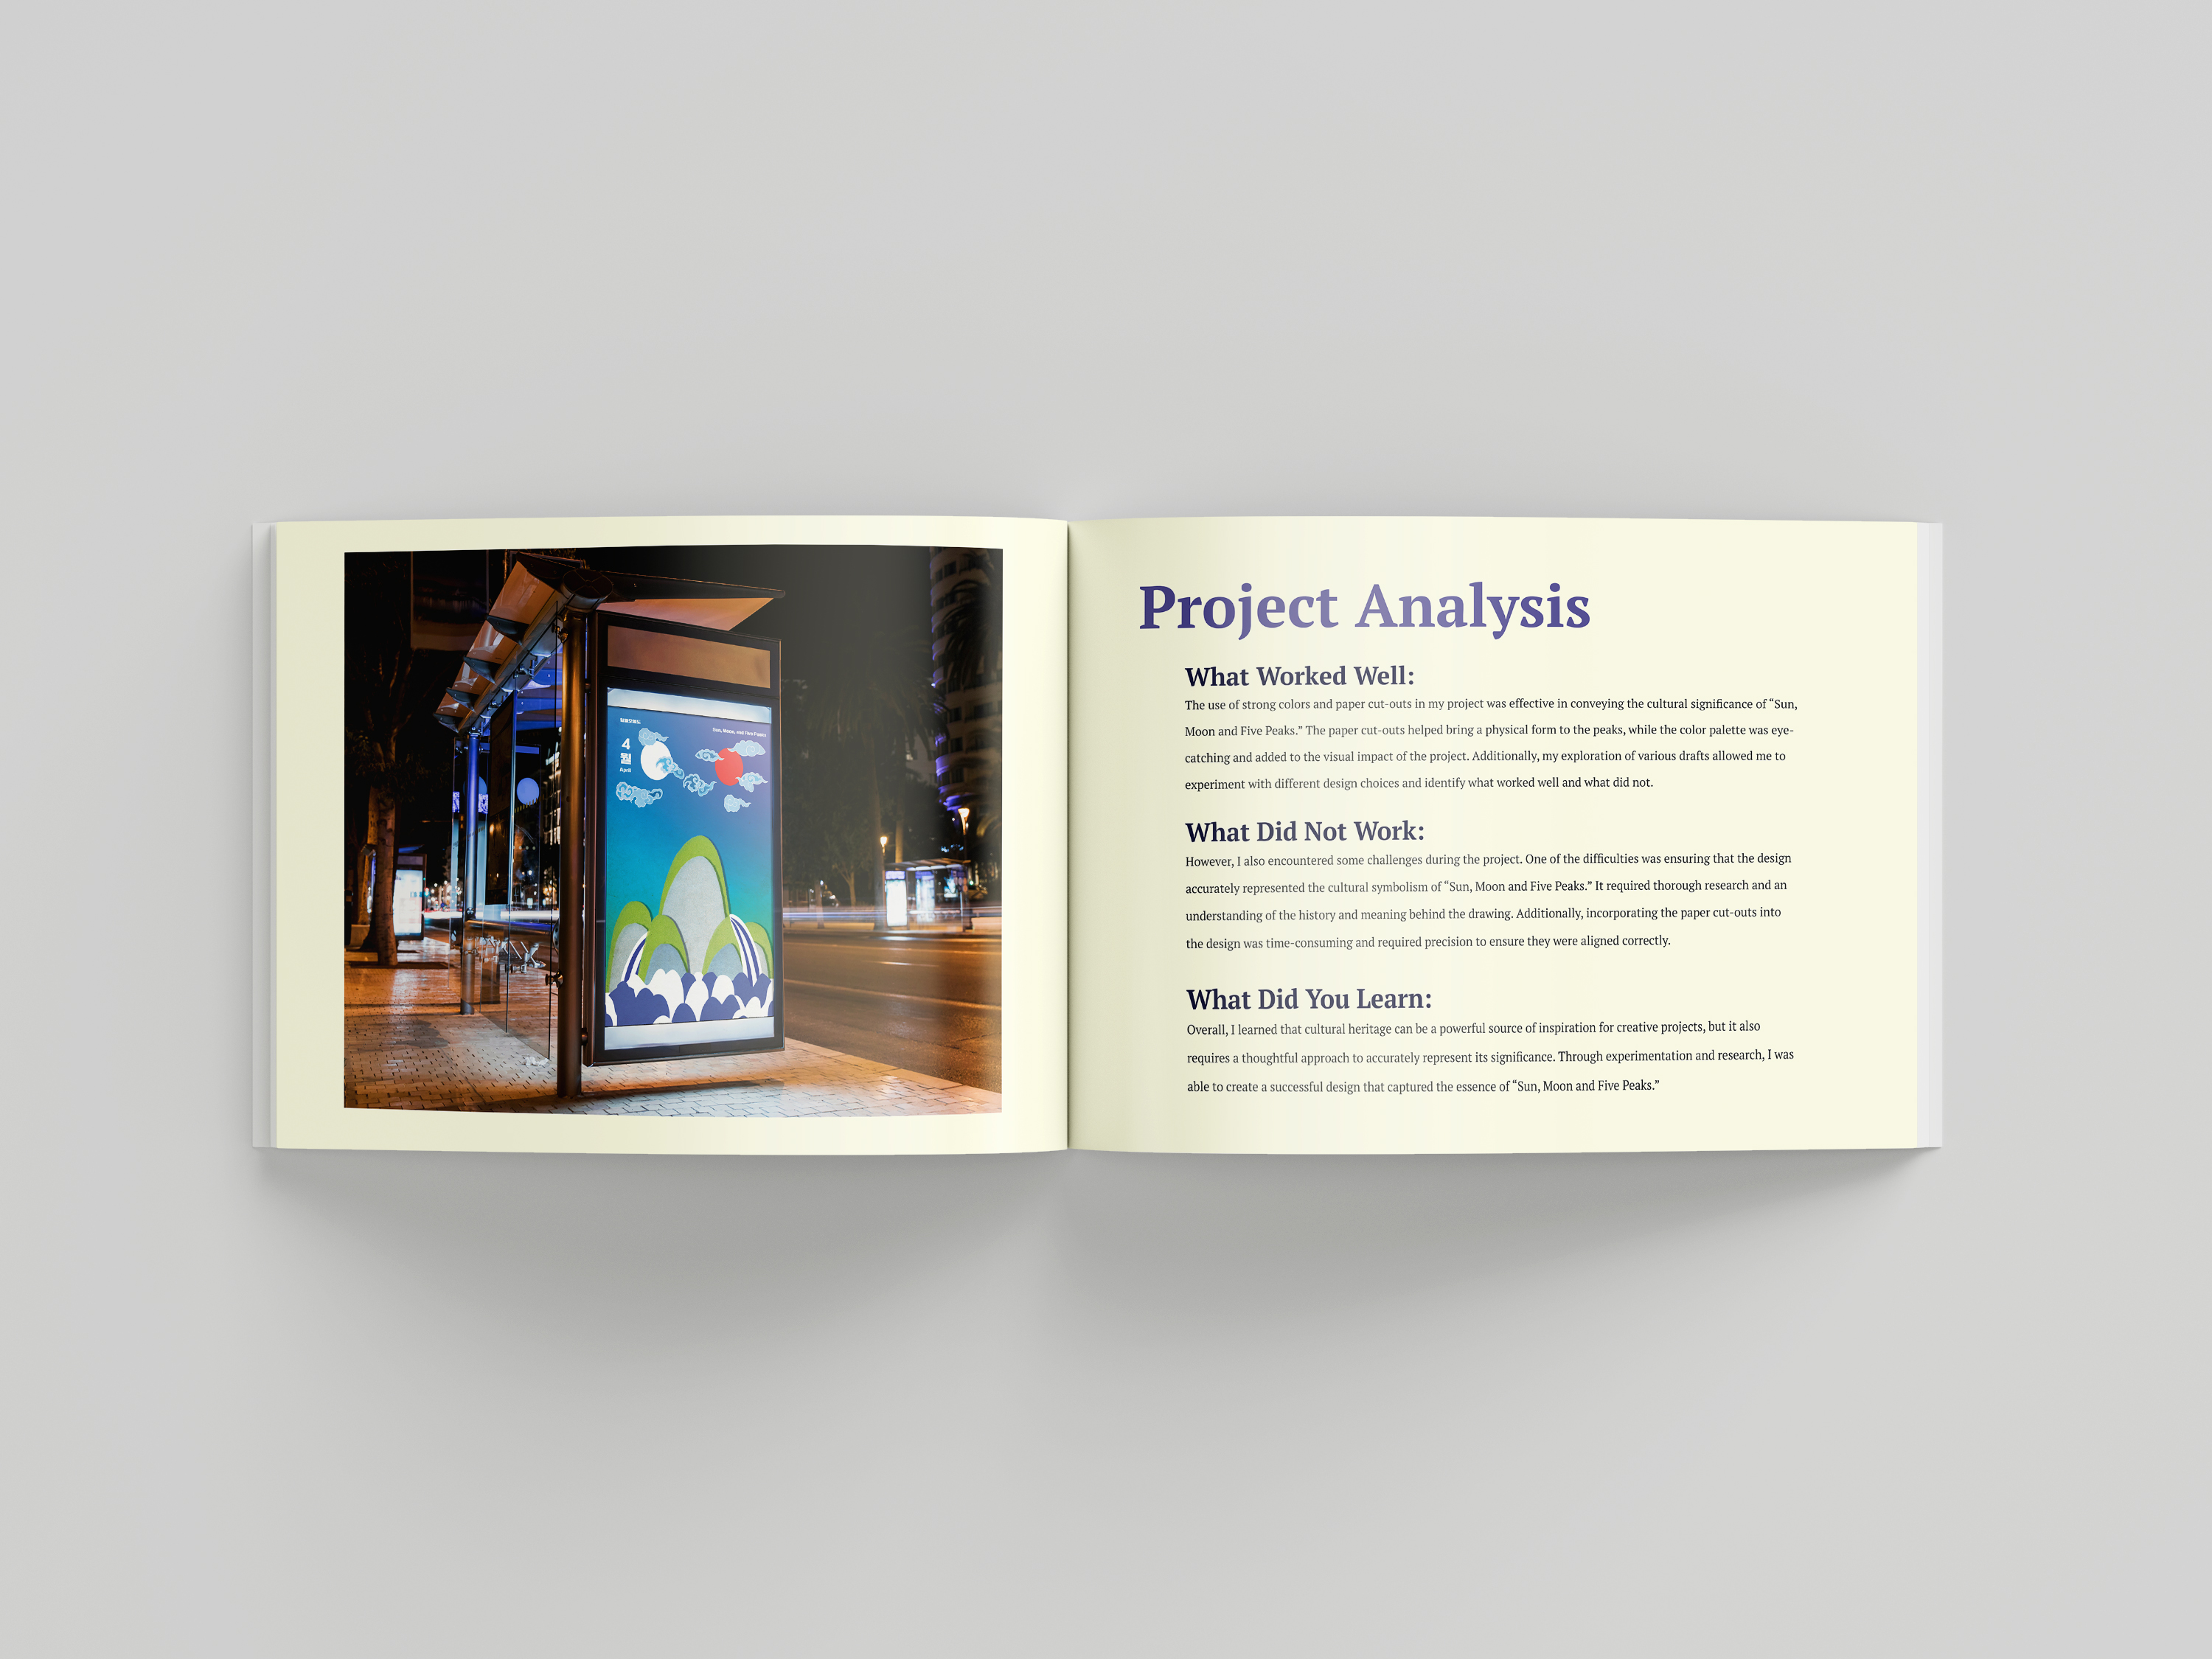 일월오봉도
Sun, Moon, and Five Peaks
4
월
April
Project Analysis
What Worked Well:
The use of strong colors and paper cut-outs in my project was effective in conveying the cultural significance of “Sun,
Moon and Five Peaks.” The paper cut-outs helped bring a physical form to the peaks, while the color palette was eye-
catching and added to the visual impact of the project. Additionally, my exploration of various drafts allowed me to
experiment with different design choices and identify what worked well and what did not.
What Did Not Work:
However, I also encountered some challenges during the project. One of the difficulties was ensuring that the design
accurately represented the cultural symbolism of “Sun, Moon and Five Peaks.” It required thorough research and an
understanding of the history and meaning behind the drawing. Additionally, incorporating the paper cut-outs into
the design was time-consuming and required precision to ensure they were aligned correctly.
What Did You Learn:
Overall, I learned that cultural heritage can be a powerful source of inspiration for creative projects, but it also
requires a thoughtful approach to accurately represent its significance. Through experimentation and research, I was
able to create a successful design that captured the essence of “Sun, Moon and Five Peaks.”